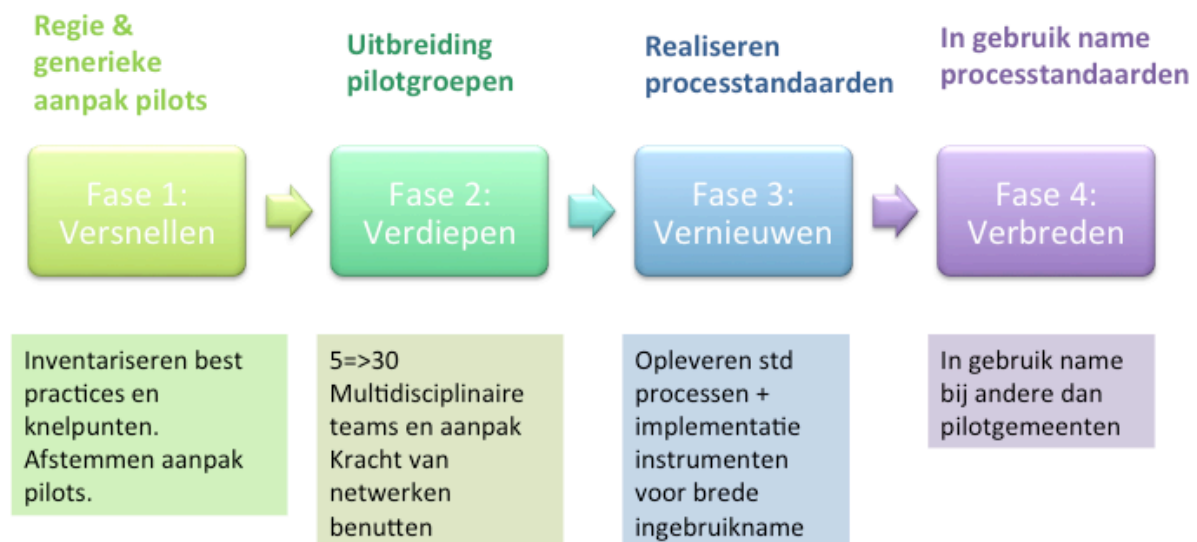 Regie &
generieke
aanpak pilots
Uitbreiding
pilotgroepen
Realiseren
processtandaarden
In gebruik name
processtandaarden
Fase 1:
Versnellen
Fase 2:
Verdiepen
Fase 3:
Vernieuwen
Fase 4:
Verbreden
Inventariseren best
practices en
knelpunten.
Afstemmen aanpak
pilots.
5=>30
Multidisciplinaire
teams en aanpak
Kracht van
netwerken
benutten
Opleveren std
processen +
implementatie
instrumenten
voor brede
ingebruikname
In gebruik name
bij andere dan
pilotgemeenten